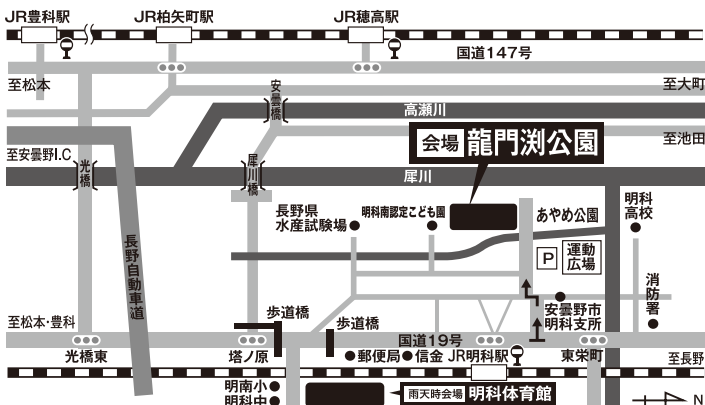 JR豊科駅
JR柏矢町駅
JR穂高駅
国道147号
至松本
安曇橋
至大町
高瀬川
会場 龍門渕公園
至池田
至安曇野I.C
光橋
犀川橋
犀川
長野県
水産試験場
明科南認定こども園
あやめ公園
明科
高校
長野自動車道
P
運動
広場
消防署
安曇野市
明科支所
至松本・豊科
歩道橋
歩道橋
国道19号
光橋東
塔ノ原
郵便局
信金
JR明科駅
東栄町
至長野
明南小
明科中
雨天時会場 明科体育館
N